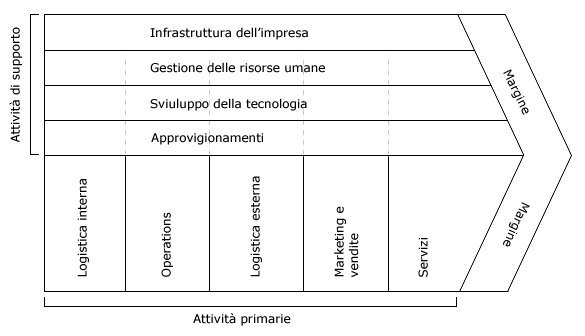 Attività di supporto
Infrastruttura dell'impresa
Gestione delle risorse umane
Sviuluppo della tecnologia
Approvigionamenti
Margine
Logistica interna
Operations
Logistica esterna
Marketing e
vendite
Servizi
Margine
Attività primarie